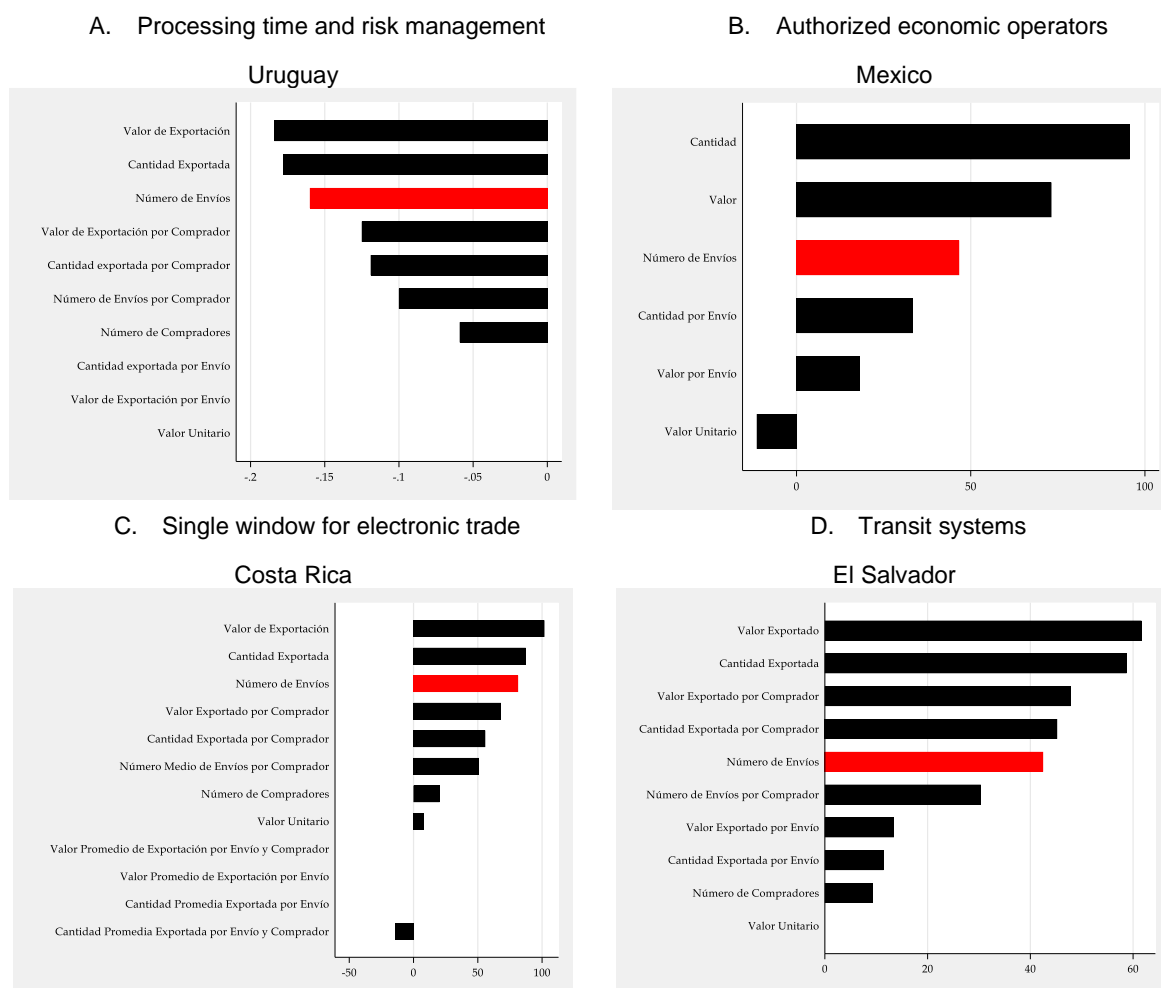 A. Processing time and risk management
Uruguay
Valor de Exportación
Cantidad Exportada
Número de Envíos
Valor de Exportación por Comprador
Cantidad exportada por Comprador
Número de Envíos por Comprador
Número de Compradores
Cantidad exportada por Envío
Valor de Exportación por Envío
Valor Unitario
-.2 -.15 -.1 -.05 0
B. Authorized economic operators
Mexico
Cantidad
Valor
Número de Envíos
Cantidad por Envío
Valor por Envío
Valor Unitario
0 50 100
C. Single window for electronic trade
Costa Rica
Valor de Exportación
Cantidad Exportada
Número de Envíos
Valor Exportado por Comprador
Cantidad Exportada por Comprador
Número Medio de Envíos por Comprador
Número de Compradores
Valor Unitario
Valor Promedio de Exportación por Envío y Comprador
Valor Promedio de Exportación por Envío
Cantidad Promedia Exportada por Envío
Cantidad Promedia Exportada por Envío y Comprador
-50 0 50 100
D. Transit systems
El Salvador
Valor Exportado
Cantidad Exportada
Valor Exportado por Comprador
Cantidad Exportada por Comprador
Número de Envíos
Número de Envíos por Comprador
Valor Exportado por Envío
Cantidad Exportada por Envío
Número de Compradores
Valor Unitario
0 20 40 60